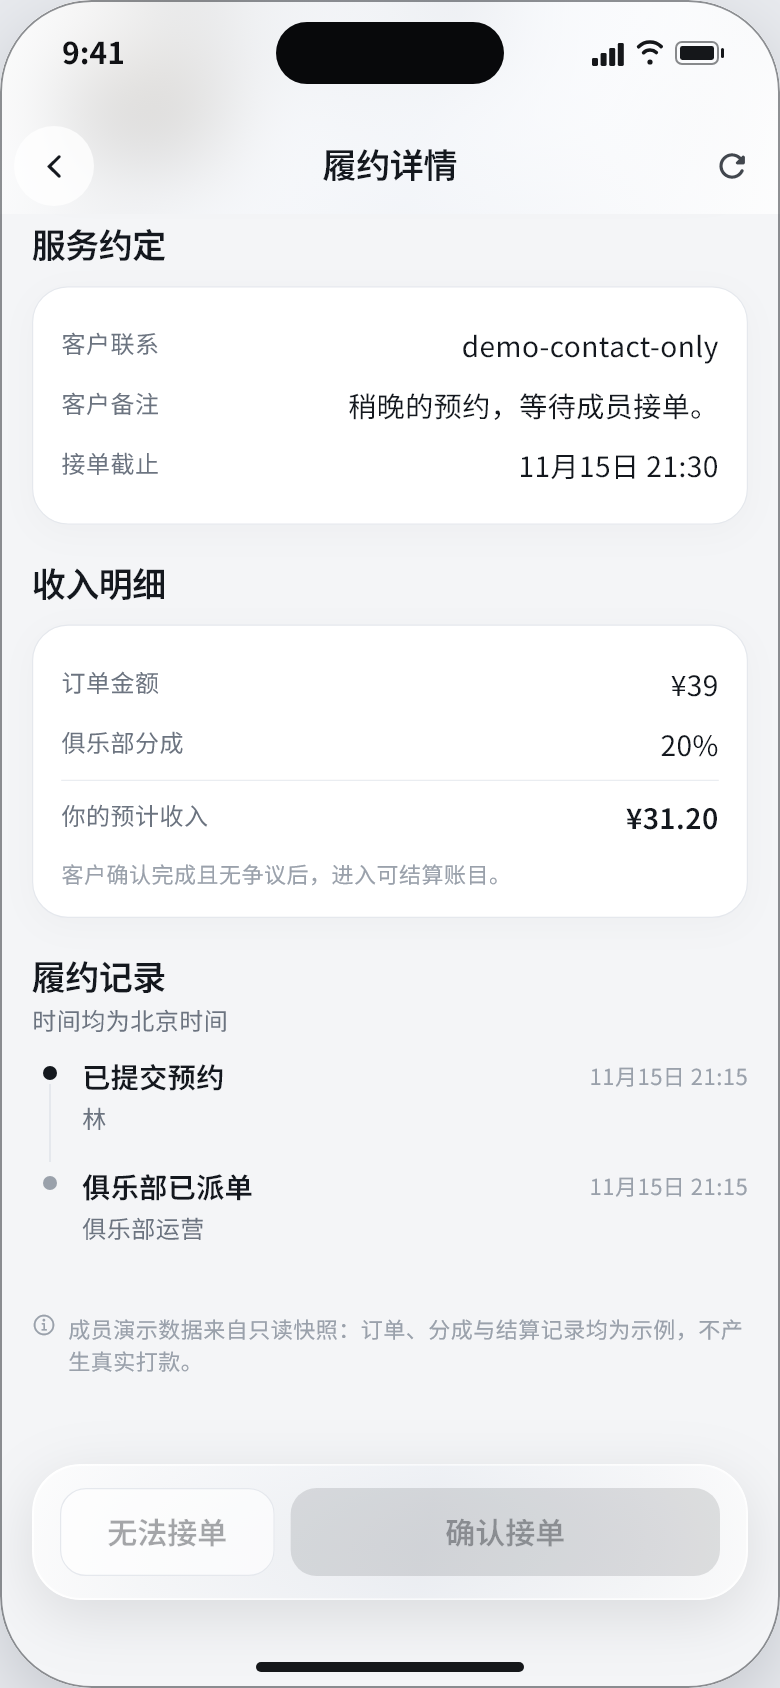 9:41
履约详情
服务约定
客户联系 demo-contact-only
客户备注 稍晚的预约，等待成员接单。
接单截止 11月15日 21:30
收入明细
订单金额 ¥39
俱乐部分成 20%
你的预计收入 ¥31.20
客户确认完成且无争议后，进入可结算账目。
履约记录
时间均为北京时间
已提交预约 11月15日 21:15
林
俱乐部已派单 11月15日 21:15
俱乐部运营
成员演示数据来自只读快照：订单、分成与结算记录均为示例，不产
生真实打款。
无法接单 确认接单